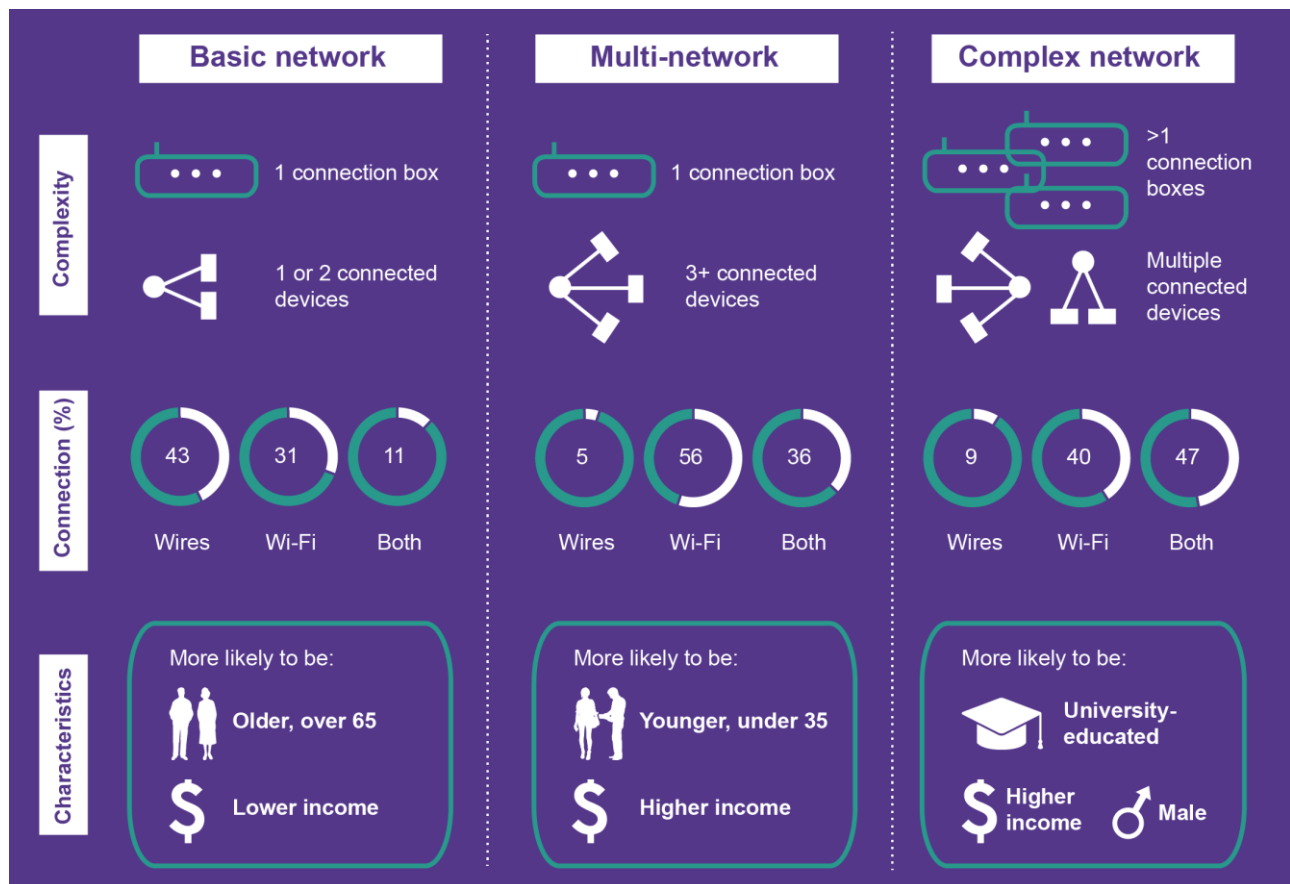 Basic network
Multi-network
Complex network
Complexity
1 connection box
1 connection box
>1
connection
boxes
1 or 2 connected
devices
3+ connected
devices
Multiple
connected
devices
Connection (%)
43
31
11
5
56
36
9
40
47
Wires
Wi-Fi
Both
Wires
Wi-Fi
Both
Wires
Wi-Fi
Both
Characteristics
More likely to be:
Older, over 65
$
Lower income
More likely to be:
Younger, under 35
$
Higher income
More likely to be:
University-
educated
$
Higher
income
Male